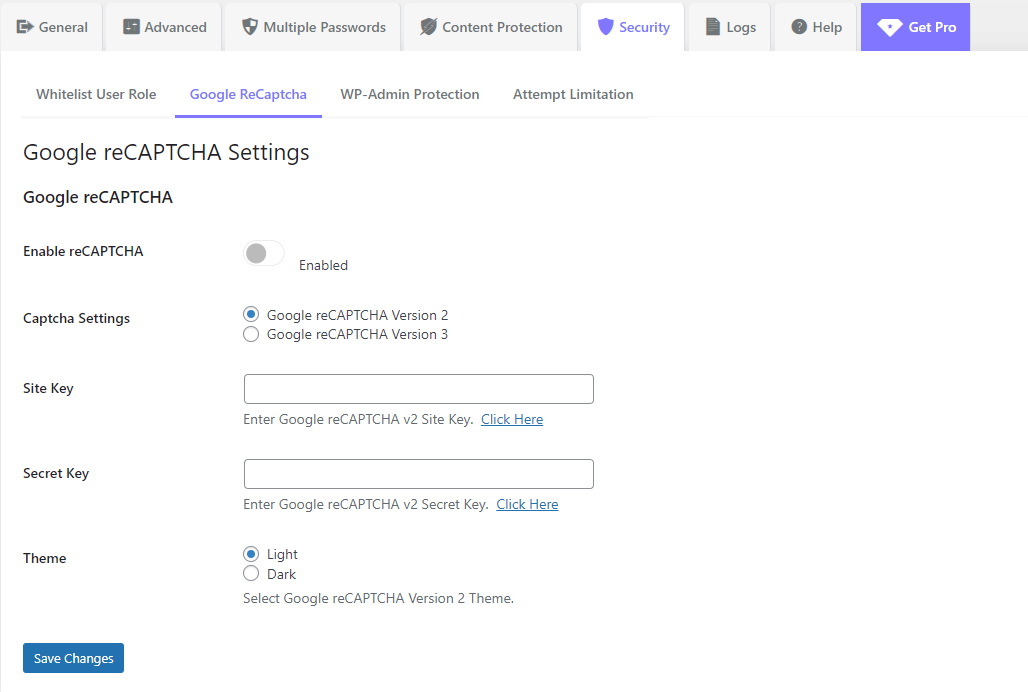 General Advanced Multiple Passwords Content Protection Security Logs Help Get Pro
Whitelist User Role Google ReCaptcha WP-Admin Protection Attempt Limitation
Google reCAPTCHA Settings
Google reCAPTCHA
Enable reCAPTCHA
Enabled
Captcha Settings
Google reCAPTCHA Version 2
Google reCAPTCHA Version 3
Site Key
Enter Google reCAPTCHA v2 Site Key. Click Here
Secret Key
Enter Google reCAPTCHA v2 Secret Key. Click Here
Theme
Light
Dark
Select Google reCAPTCHA Version 2 Theme.
Save Changes